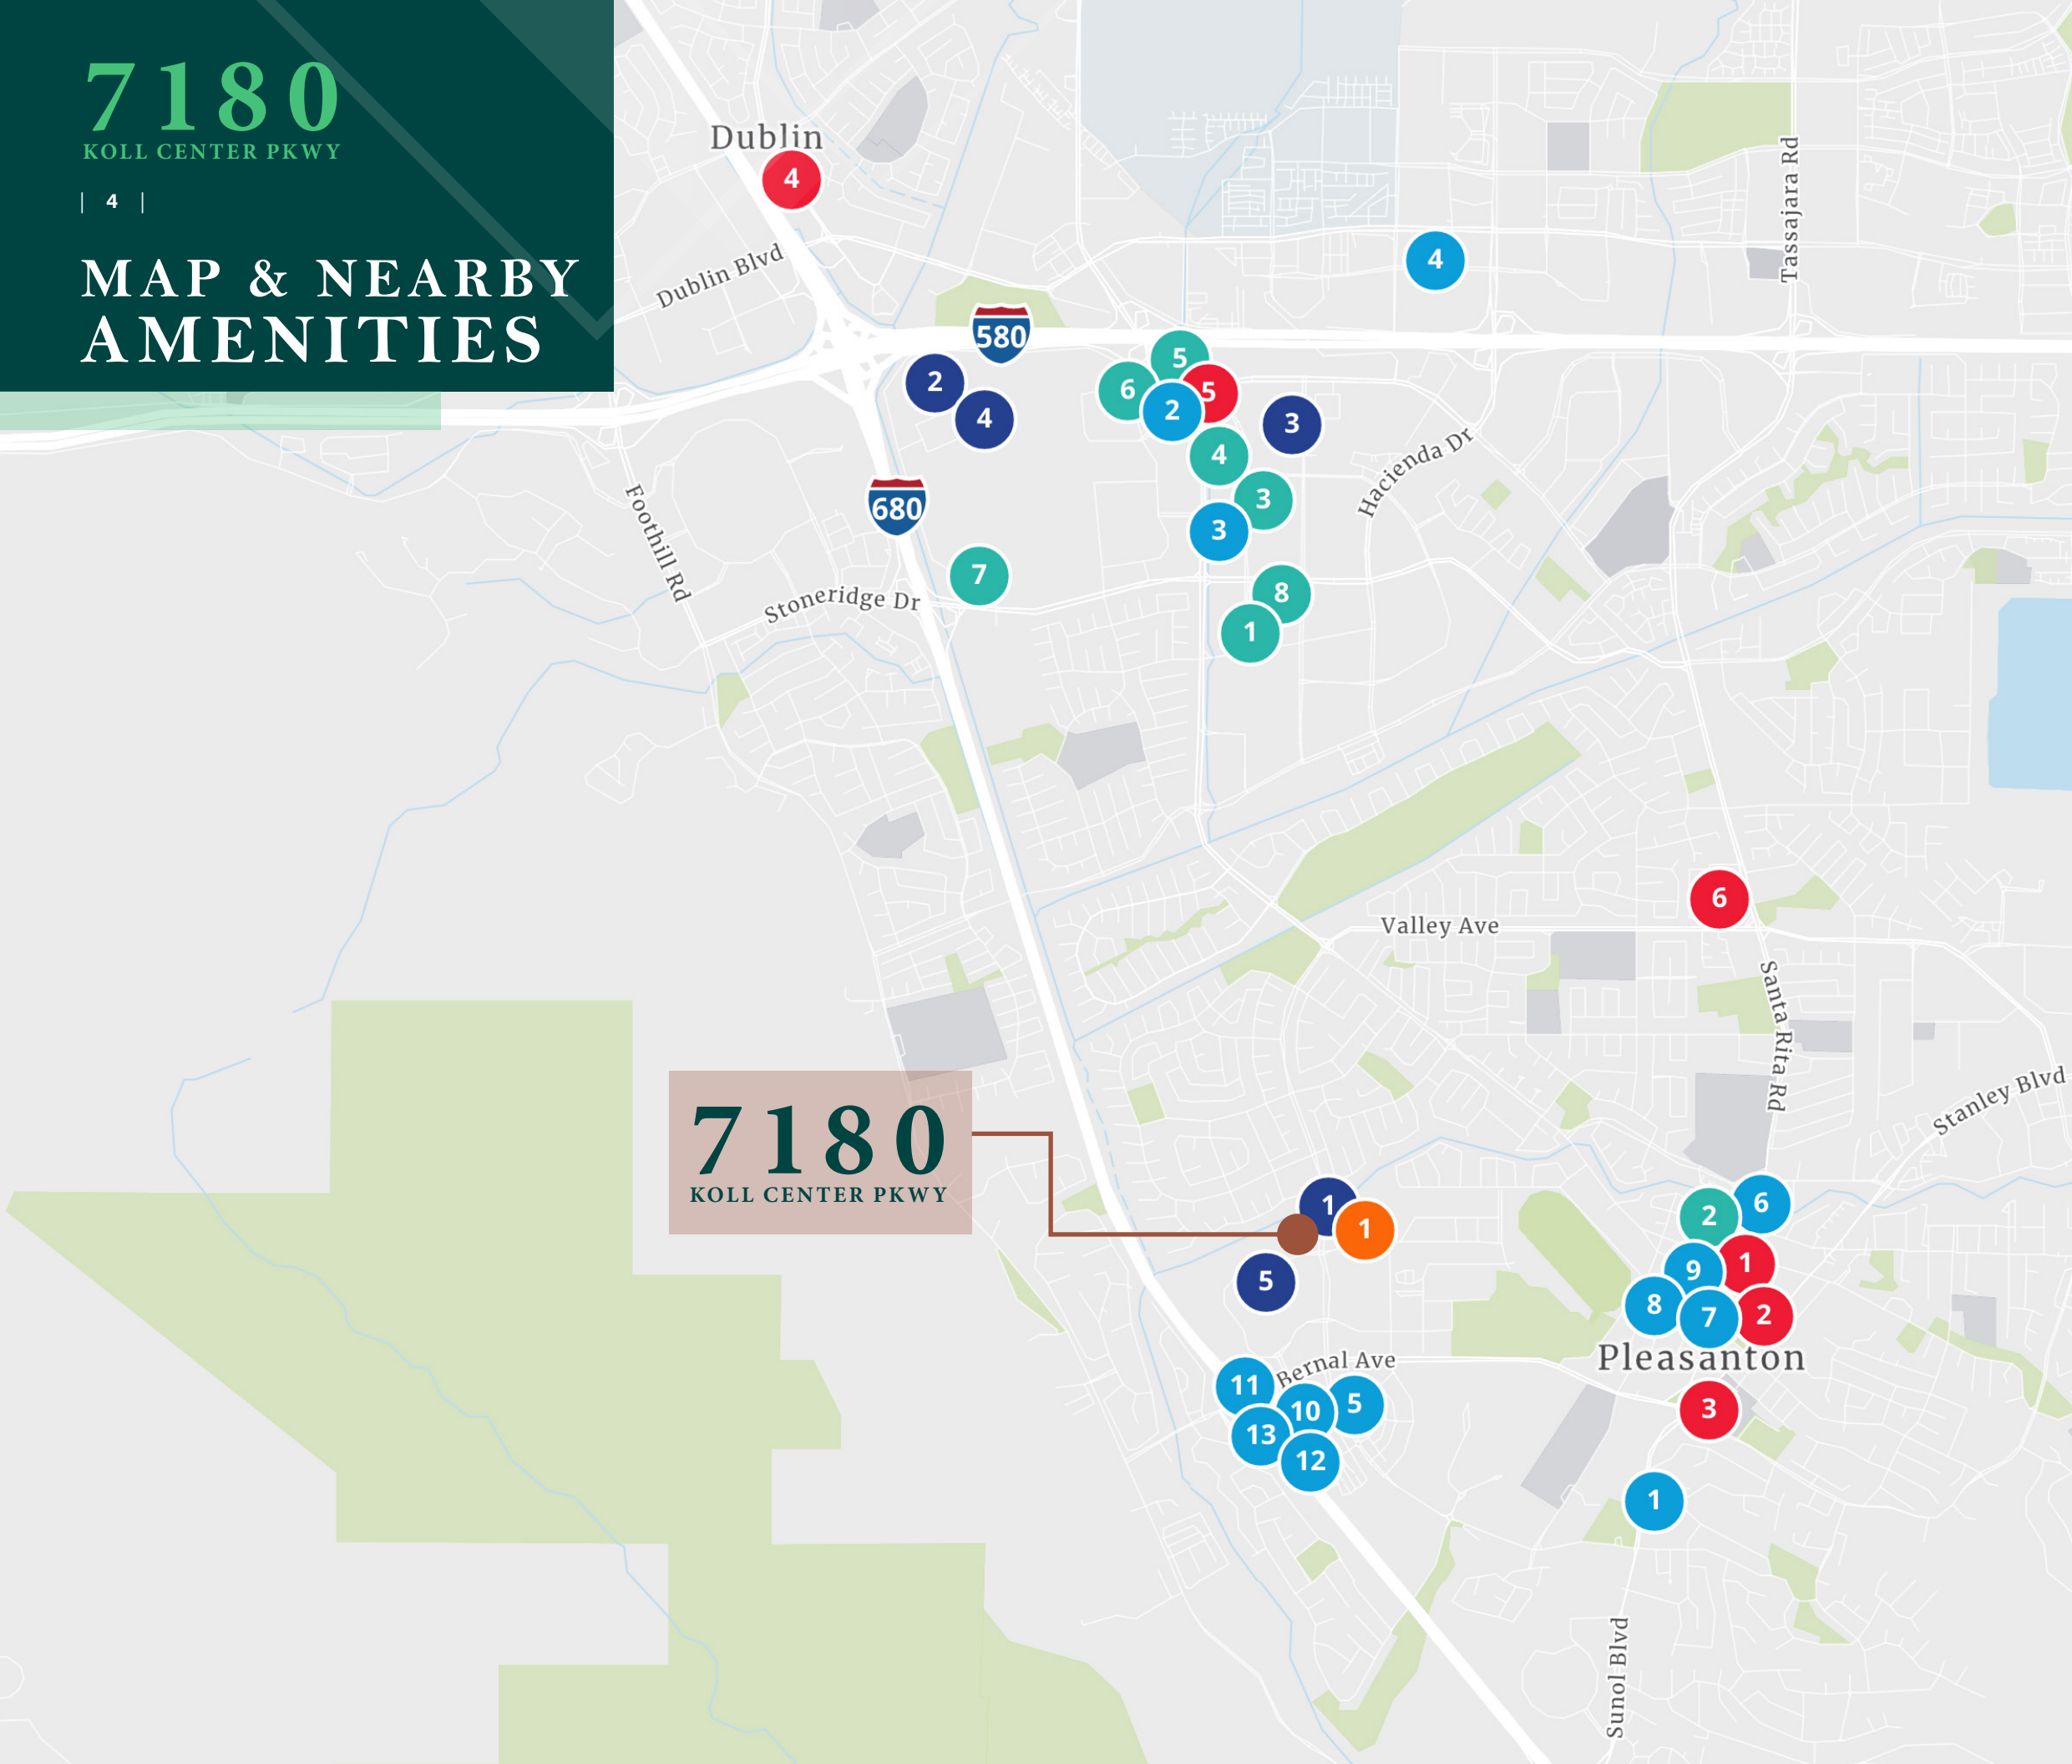 7180
KOLL CENTER PKWY
| 4 |
MAP & NEARBY
AMENITIES
Dublin
4
Tassajara Rd
Dublin Blvd
4
580
5
2
6
5
2
4
3
Hacienda Dr
4
680
3
Foothill Rd
3
7
8
Stoneridge Dr
1
6
Valley Ave
Santa Rita Rd
Stanley Blvd
7180
KOLL CENTER PKWY
1
6
2
1
9
1
5
8
7
2
Pleasanton
Bernal Ave
11
10
5
3
13
12
1
Sunol Blvd